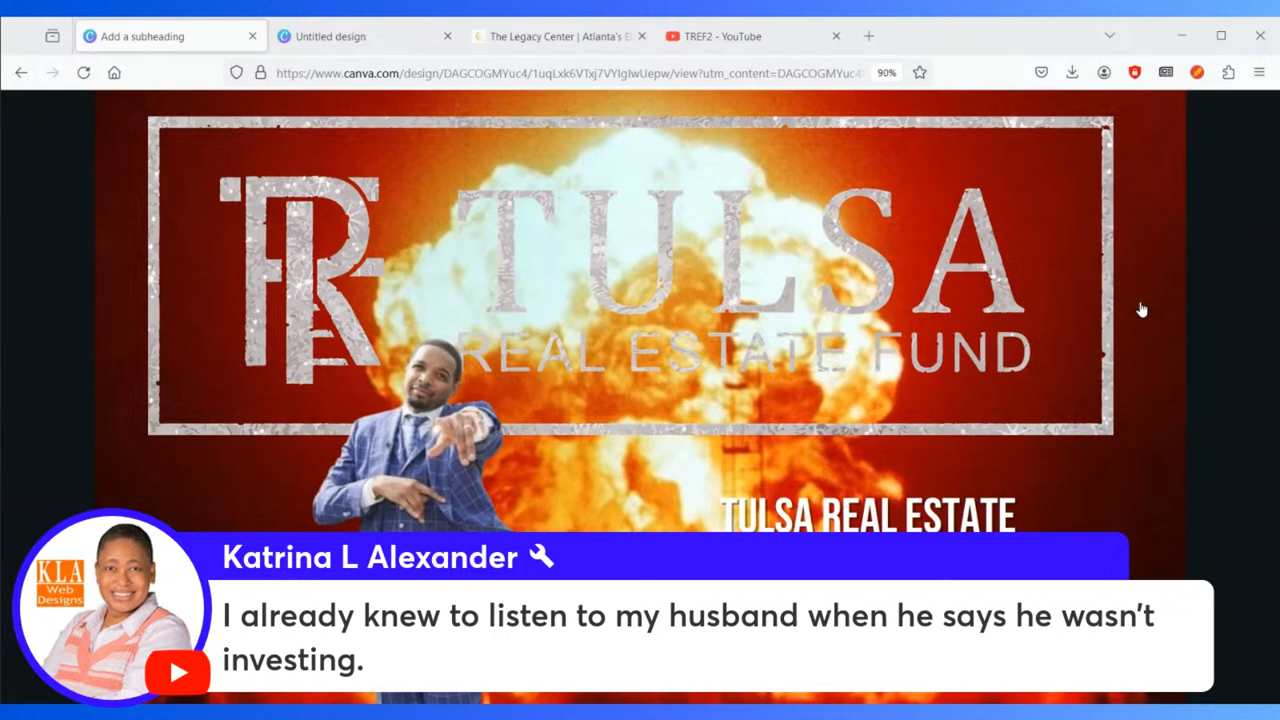 Add a subheading
Untitled design
The Legacy Center | Atlanta's E
TREF2 - YouTube
https://www.canva.com/design/DAGCOGMYuc4/1uqLxk6VTxj7VYIglwUepw/view?utm_content=DAGCOGMYuc4
90%
TULSA
REAL ESTATE FUND
TULSA REAL ESTATE
KLA
Web
Designs
Katrina L Alexander
I already knew to listen to my husband when he says he wasn't
investing.